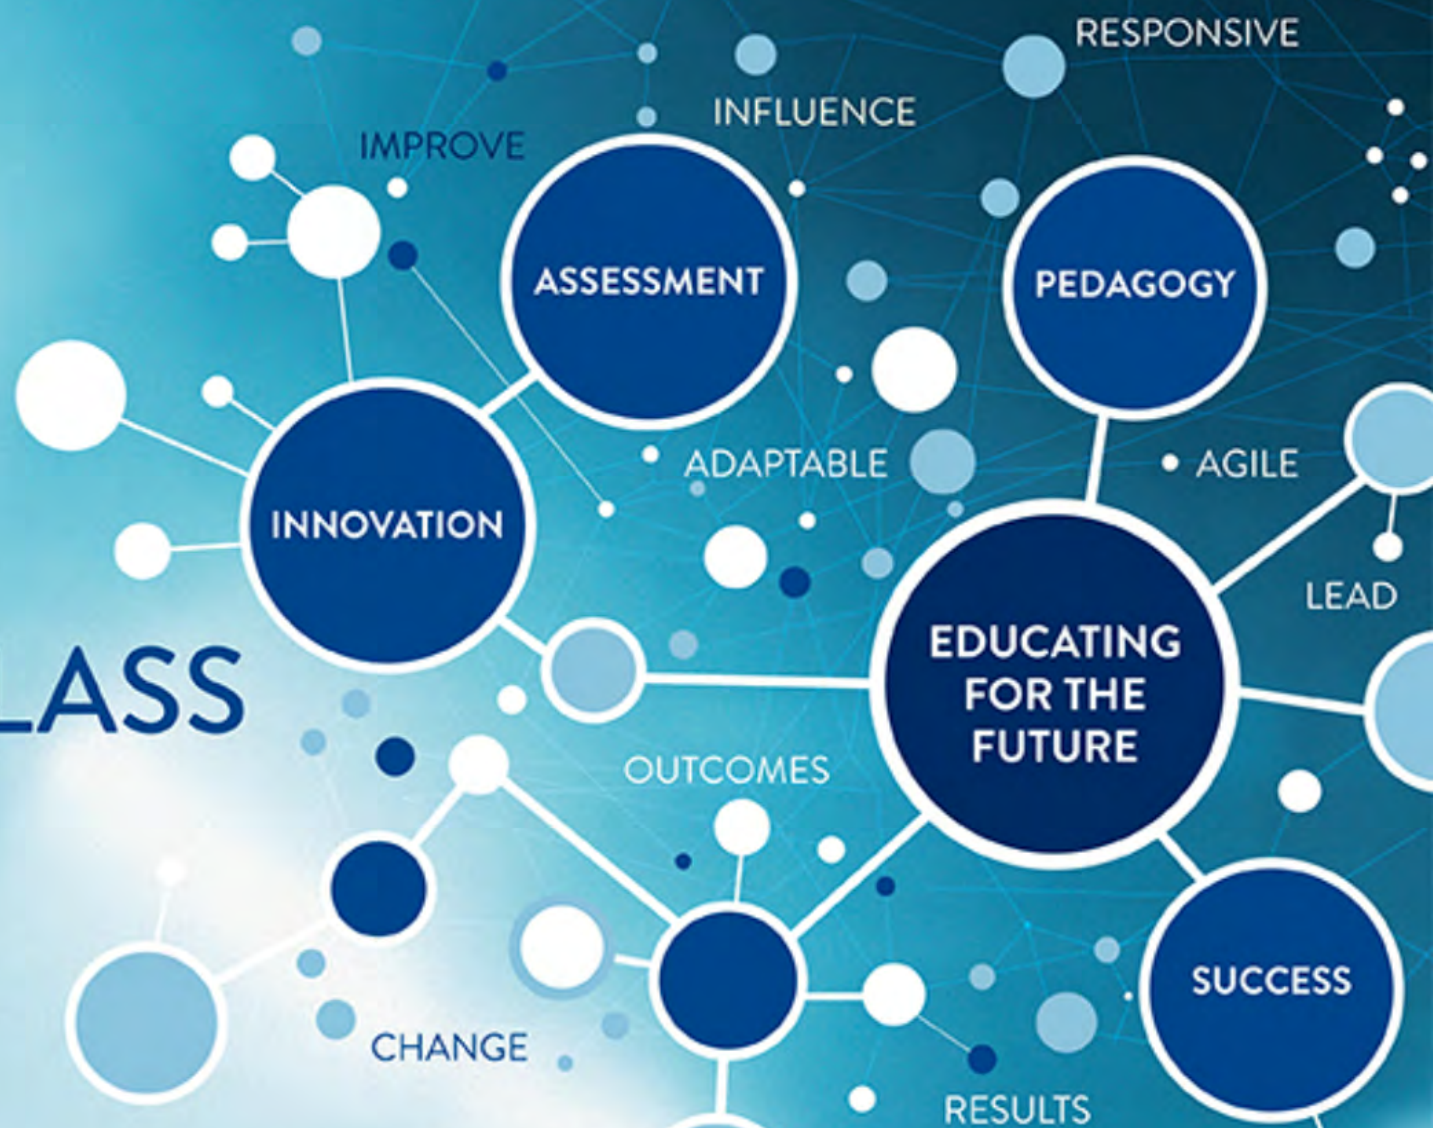 RESPONSIVE
INFLUENCE
IMPROVE
ASSESSMENT
PEDAGOGY
ADAPTABLE
AGILE
INNOVATION
LEAD
EDUCATING
FOR THE
FUTURE
LASS
OUTCOMES
SUCCESS
CHANGE
RESULTS